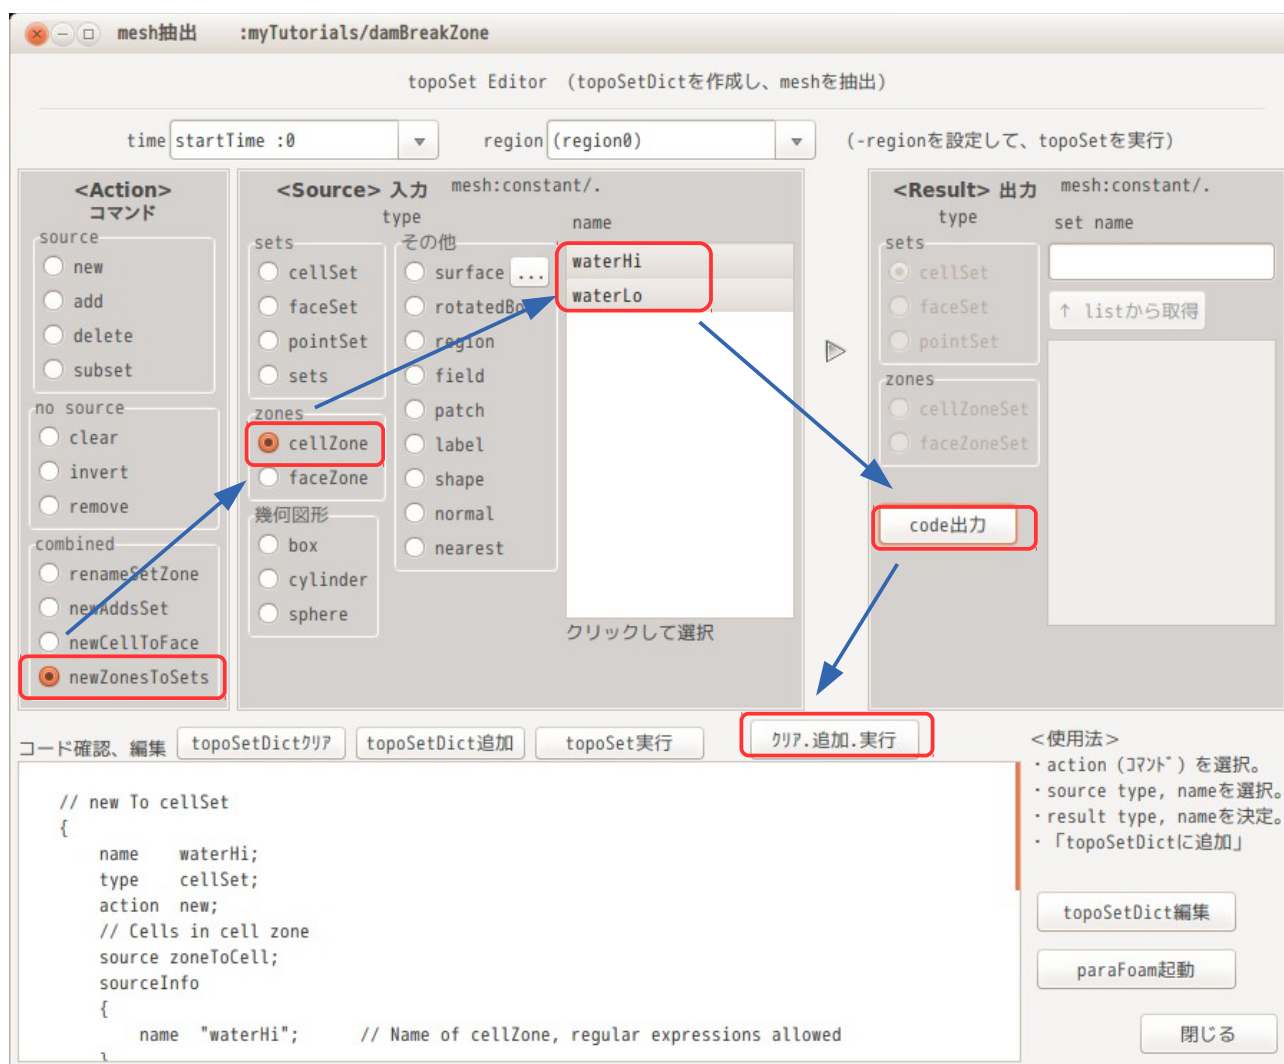 mesh抽出 :myTutorials/damBreakZone
topoSet Editor (topoSetDictを作成し、meshを抽出)
time startTime :0 region (region0) (-regionを設定して、topoSetを実行)
<Action>
コマンド
source
new
add
delete
subset
no source
clear
invert
remove
combined
renameSetZone
newAddsSet
newCellToFace
newZonesToSets
<Source> 入力 mesh:constant/.
type
sets
cellSet
faceSet
pointSet
sets
zones
cellZone
faceZone
幾何図形
box
cylinder
sphere
その他
surface ...
region
field
patch
label
shape
normal
nearest
name
waterHi
waterLo
クリックして選択
<Result> 出力 mesh:constant/.
type
sets
cellSet
faceSet
pointSet
zones
cellZoneSet
faceZoneSet
code出力
set name
↑ listから取得
コード確認、編集 topoSetDictｸﾘｱ topoSetDict追加 topoSet実行 ｸﾘｱ.追加.実行
// new To cellSet
{
name waterHi;
type cellSet;
action new;
// Cells in cell zone
source zoneToCell;
sourceInfo
{
name "waterHi"; // Name of cellZone, regular expressions allowed
}
<使用法>
・action (ｺﾏﾝﾄﾞ) を選択。
・source type, nameを選択。
・result type, nameを決定。
・「topoSetDictに追加」
topoSetDict編集
paraFoam起動
閉じる